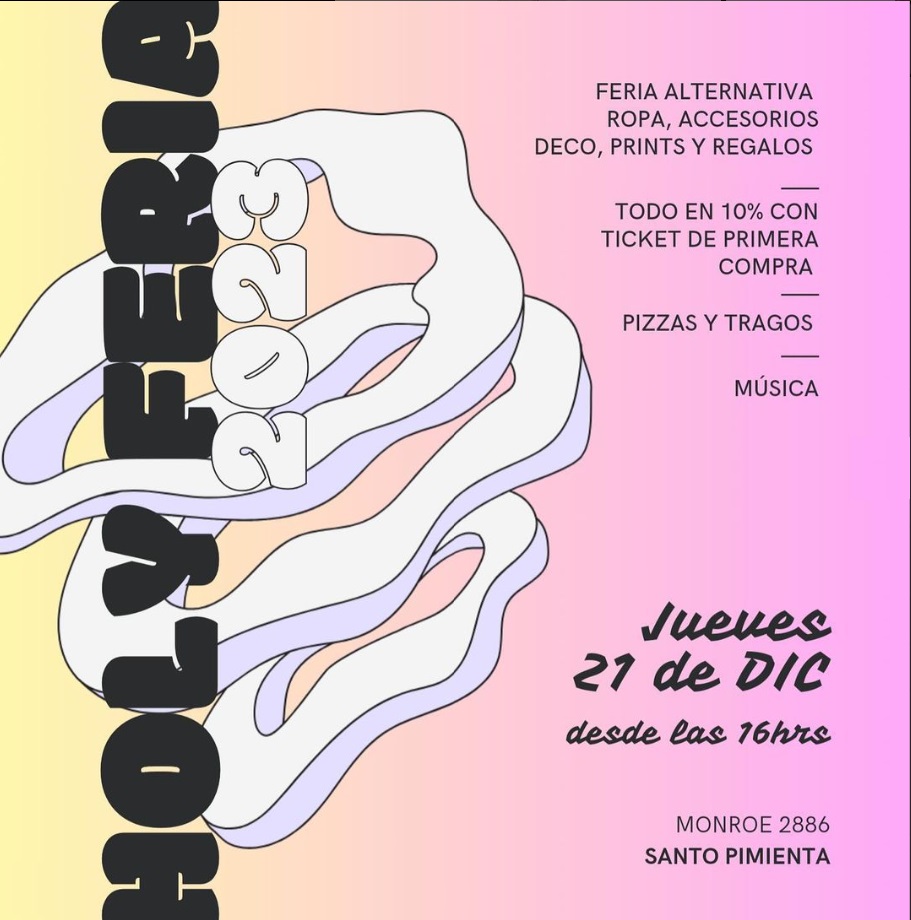 HOLY FERIA
2023
FERIA ALTERNATIVA
ROPA, ACCESORIOS
DECO, PRINTS Y REGALOS
TODO EN 10% CON
TICKET DE PRIMERA
COMPRA
PIZZAS Y TRAGOS
MÚSICA
Jueves
21 de DIC
desde las 16hrs
MONROE 2886
SANTO PIMIENTA